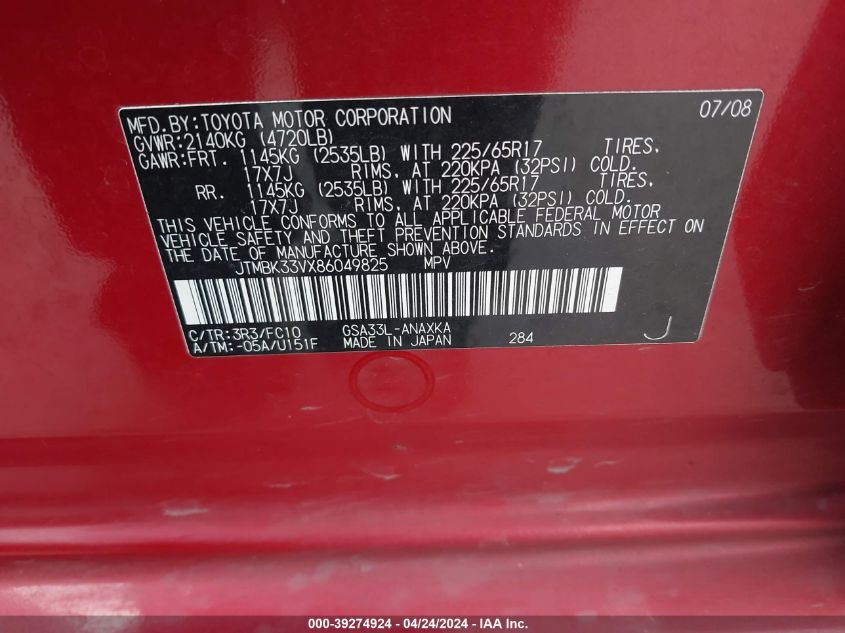 MFD.BY:TOYOTA MOTOR CORPORATION 07/08
GVWR:2140KG (4720LB)
GAWR:FRT. 1145KG (2535LB) WITH 225/65R17 TIRES,
17X7J RIMS, AT 220KPA (32PSI) COLD.
RR. 1145KG (2535LB) WITH 225/65R17 TIRES,
17X7J RIMS, AT 220KPA (32PSI) COLD.
THIS VEHICLE CONFORMS TO ALL APPLICABLE FEDERAL MOTOR
VEHICLE SAFETY AND THEFT PREVENTION STANDARDS IN EFFECT ON
THE DATE OF MANUFACTURE SHOWN ABOVE.
JTMBK33VX86049825 MPV
C/TR:3R3/FC10 GSA33L-ANAXKA
A/TM:-05A/U151F MADE IN JAPAN 284 J
000-39274924 - 04/24/2024 - IAA Inc.